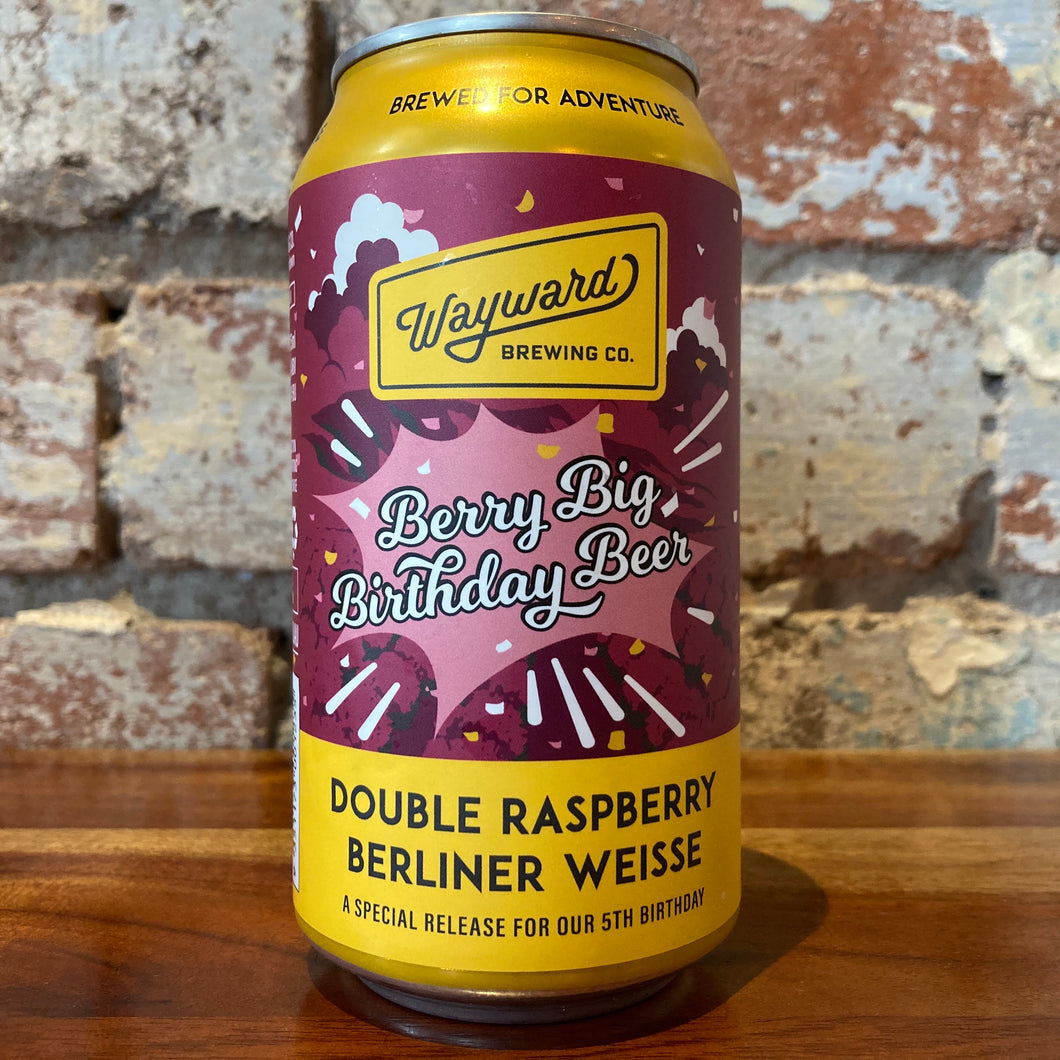 BREWED FOR ADVENTURE
Wayward
BREWING CO.
Berry Big
Birthday Beer
DOUBLE RASPBERRY
BERLINER WEISSE
A SPECIAL RELEASE FOR OUR 5TH BIRTHDAY